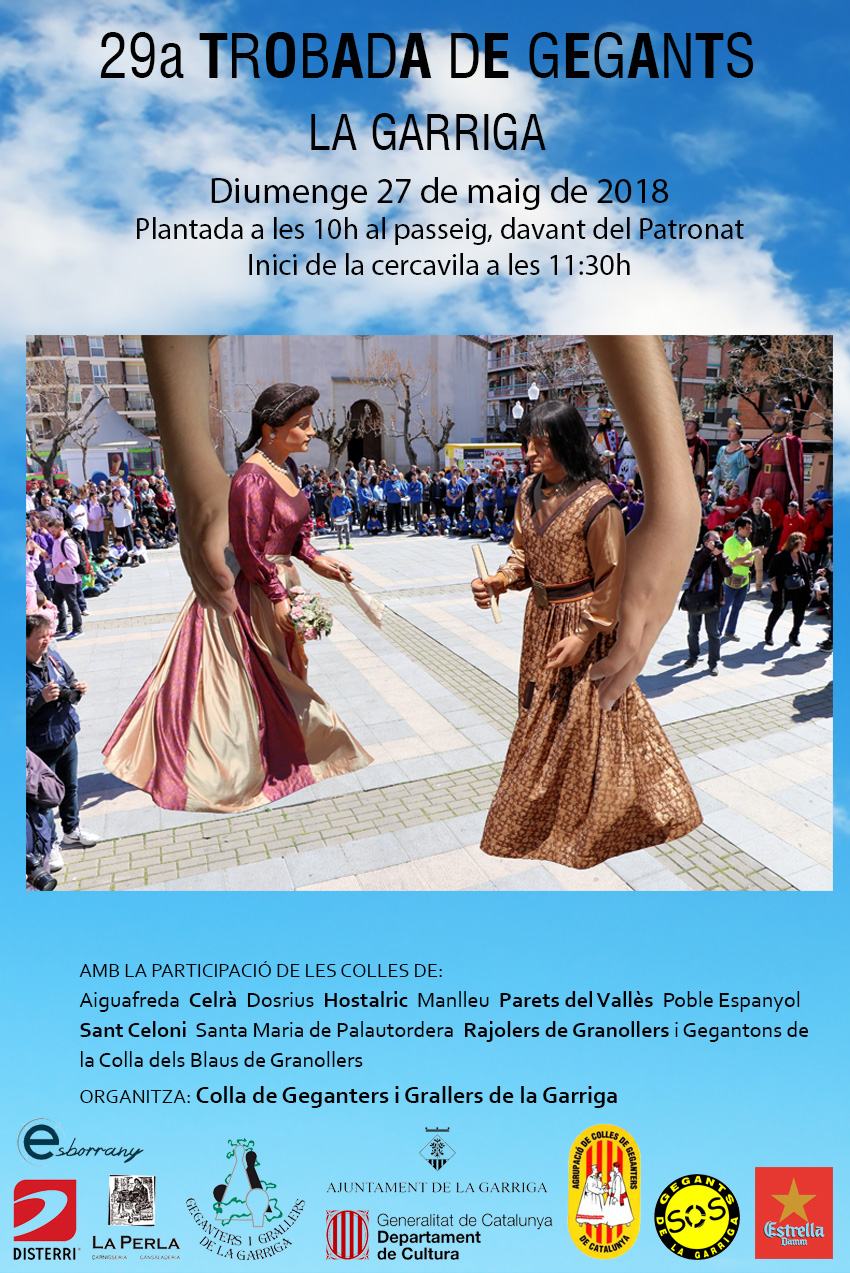 29a TROBADA DE GEGANTS
LA GARRIGA
Diumenge 27 de maig de 2018
Plantada a les 10h al passeig, davant del Patronat
Inici de la cercavila a les 11:30h
AMB LA PARTICIPACIÓ DE LES COLLES DE:
Aiguafreda Celrà Dosrius Hostalric Manlleu Parets del Vallès Poble Espanyol
Sant Celoni Santa Maria de Palautordera Rajolers de Granollers i Gegantons de
la Colla dels Blaus de Granollers
ORGANITZA: Colla de Geganters i Grallers de la Garriga
esborrany
DISTERRI
LA PERLA
CARNISSERIA CANSALADERIA
GEGANTERS I GRALLERS
DE LA GARRIGA
AJUNTAMENT DE LA GARRIGA
Generalitat de Catalunya
Departament
de Cultura
AGRUPACIÓ DE COLLES DE GEGANTERS
DE CATALUNYA
GEGANTS
SOS
DE LA GARRIGA
Estrella
Damm